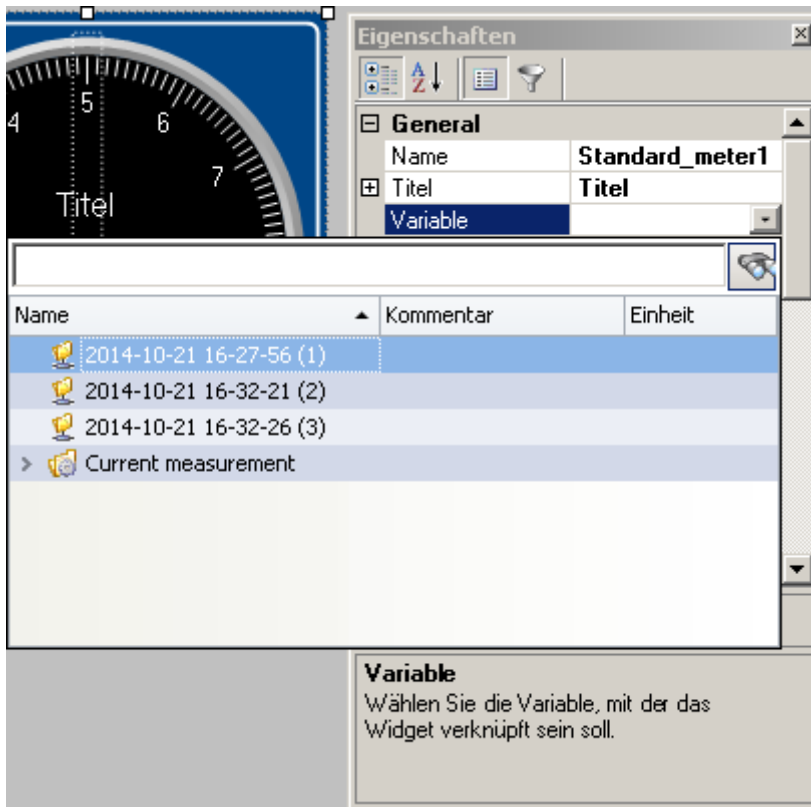 Eigenschaften
General
Name Standard_meter1
Titel Titel
Variable
4 5 6 7
Titel
Name Kommentar Einheit
2014-10-21 16-27-56 (1)
2014-10-21 16-32-21 (2)
2014-10-21 16-32-26 (3)
Current measurement
Variable
Wählen Sie die Variable, mit der das
Widget verknüpft sein soll.